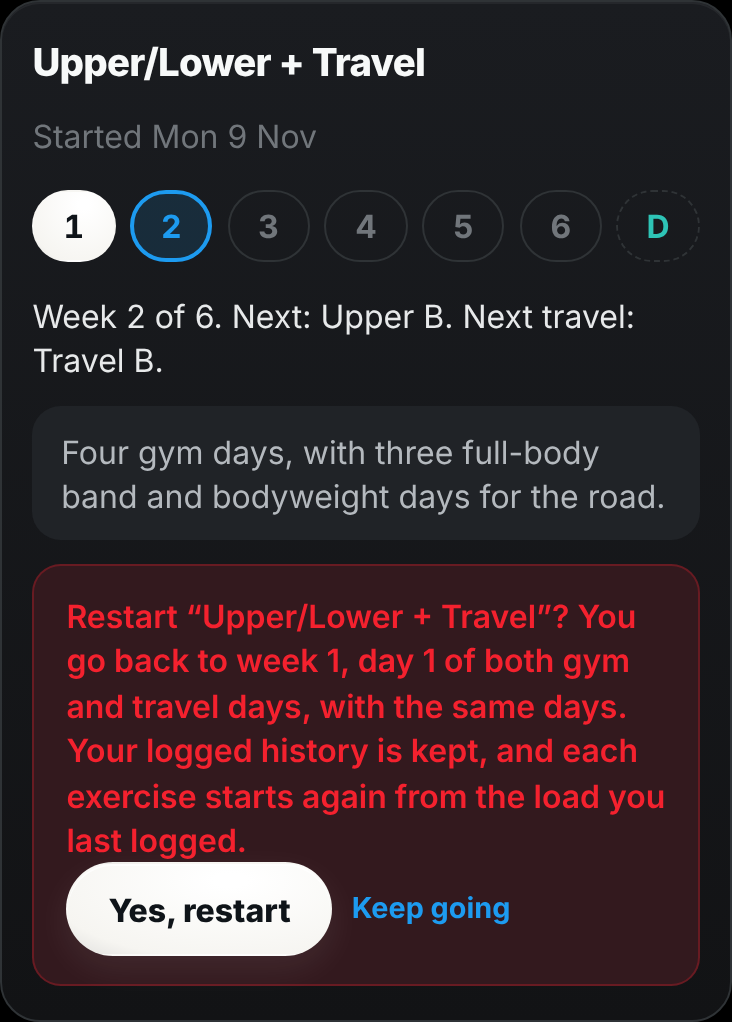 Upper/Lower + Travel
Started Mon 9 Nov
1 2 3 4 5 6 D
Week 2 of 6. Next: Upper B. Next travel:
Travel B.
Four gym days, with three full-body
band and bodyweight days for the road.
Restart “Upper/Lower + Travel”? You
go back to week 1, day 1 of both gym
and travel days, with the same days.
Your logged history is kept, and each
exercise starts again from the load you
last logged.
Yes, restart Keep going